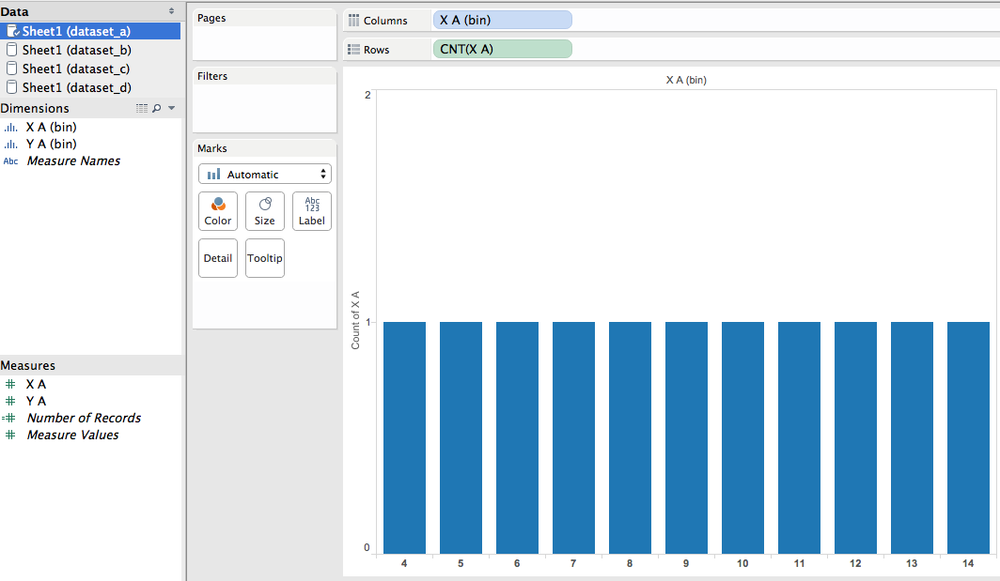 Data
Sheet1 (dataset_a)
Sheet1 (dataset_b)
Sheet1 (dataset_c)
Sheet1 (dataset_d)
Dimensions
X A (bin)
Y A (bin)
Abc Measure Names
Measures
X A
Y A
Number of Records
Measure Values
Pages
Filters
Marks
Automatic
Color
Size
Abc
123
Label
Detail
Tooltip
Columns
X A (bin)
Rows
CNT(X A)
X A (bin)
2
1
0
Count of X A
4 5 6 7 8 9 10 11 12 13 14